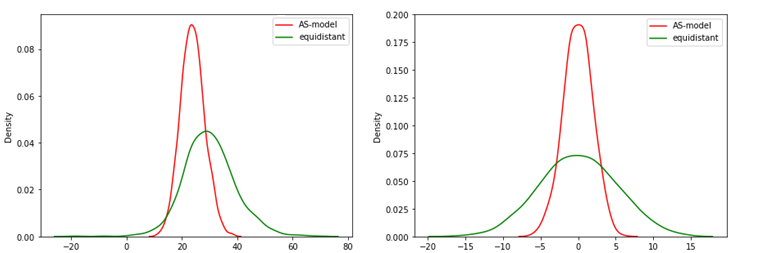 AS-model
equidistant
Density
0.08
0.06
0.04
0.02
0.00
−20 0 20 40 60 80
AS-model
equidistant
Density
0.200
0.175
0.150
0.125
0.100
0.075
0.050
0.025
0.000
−20 −15 −10 −5 0 5 10 15